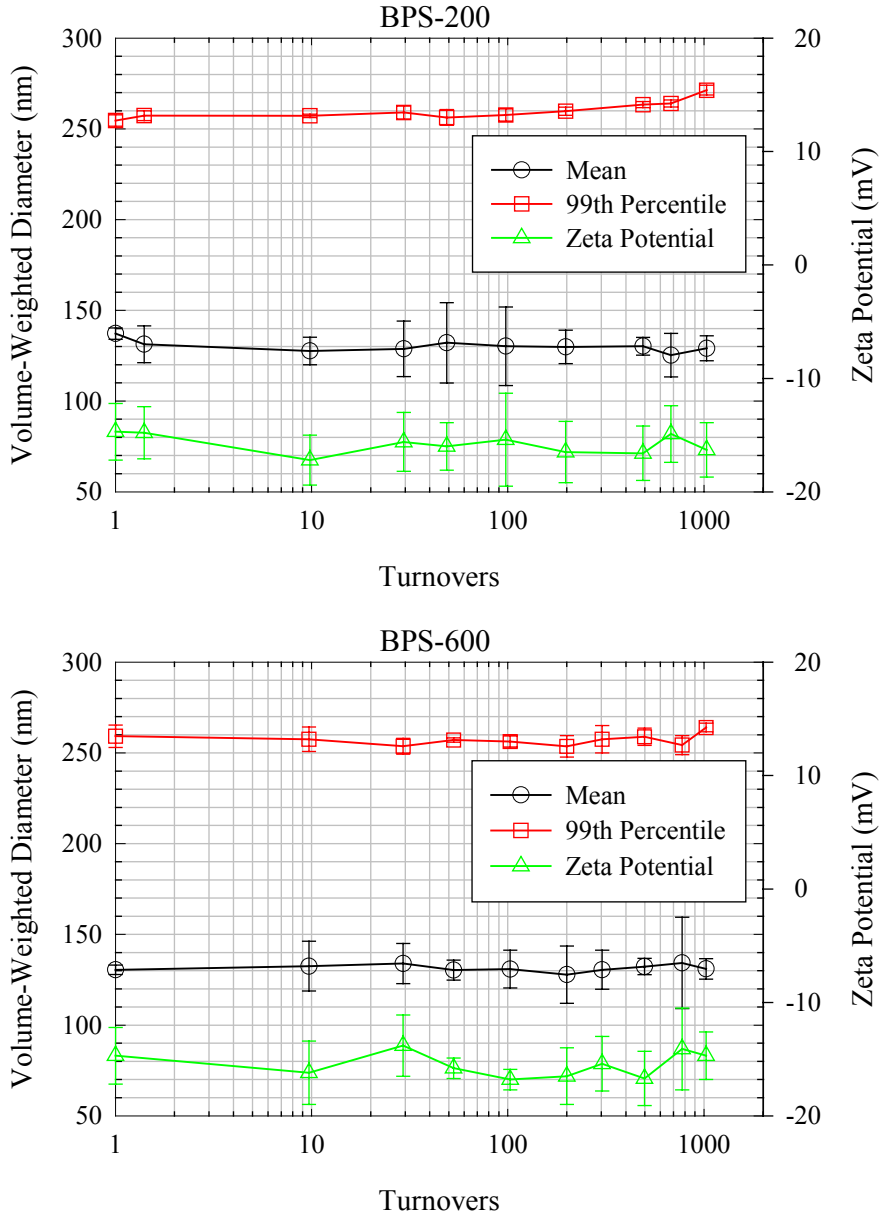 BPS-200
300
250
200
150
100
50
20
10
0
-10
-20
Volume-Weighted Diameter (nm)
Zeta Potential (mV)
Mean
99th Percentile
Zeta Potential
1
10
100
1000
Turnovers
BPS-600
300
250
200
150
100
50
20
10
0
-10
-20
Volume-Weighted Diameter (nm)
Zeta Potential (mV)
Mean
99th Percentile
Zeta Potential
1
10
100
1000
Turnovers